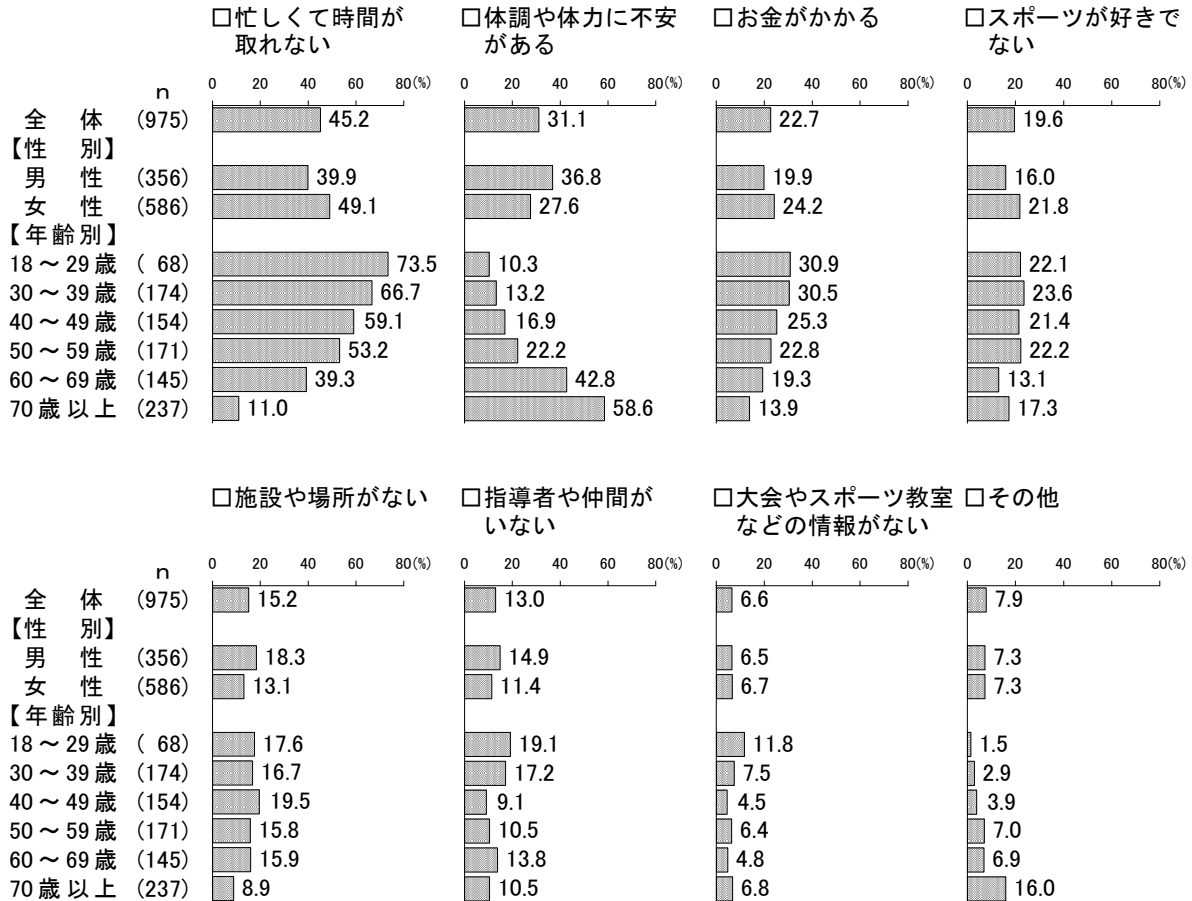 □忙しくて時間が取れない □体調や体力に不安がある □お金がかかる □スポーツが好きでない
n 0 20 40 60 80(%) 0 20 40 60 80(%) 0 20 40 60 80(%) 0 20 40 60 80(%)
全体 (975) 45.2 31.1 22.7 19.6
【性別】
男性 (356) 39.9 36.8 19.9 16.0
女性 (586) 49.1 27.6 24.2 21.8
【年齢別】
18～29歳 ( 68) 73.5 10.3 30.9 22.1
30～39歳 (174) 66.7 13.2 30.5 23.6
40～49歳 (154) 59.1 16.9 25.3 21.4
50～59歳 (171) 53.2 22.2 22.8 22.2
60～69歳 (145) 39.3 42.8 19.3 13.1
70歳以上 (237) 11.0 58.6 13.9 17.3
□施設や場所がない □指導者や仲間がいない □大会やスポーツ教室などの情報がない □その他
n 0 20 40 60 80(%) 0 20 40 60 80(%) 0 20 40 60 80(%) 0 20 40 60 80(%)
全体 (975) 15.2 13.0 6.6 7.9
【性別】
男性 (356) 18.3 14.9 6.5 7.3
女性 (586) 13.1 11.4 6.7 7.3
【年齢別】
18～29歳 ( 68) 17.6 19.1 11.8 1.5
30～39歳 (174) 16.7 17.2 7.5 2.9
40～49歳 (154) 19.5 9.1 4.5 3.9
50～59歳 (171) 15.8 10.5 6.4 7.0
60～69歳 (145) 15.9 13.8 4.8 6.9
70歳以上 (237) 8.9 10.5 6.8 16.0